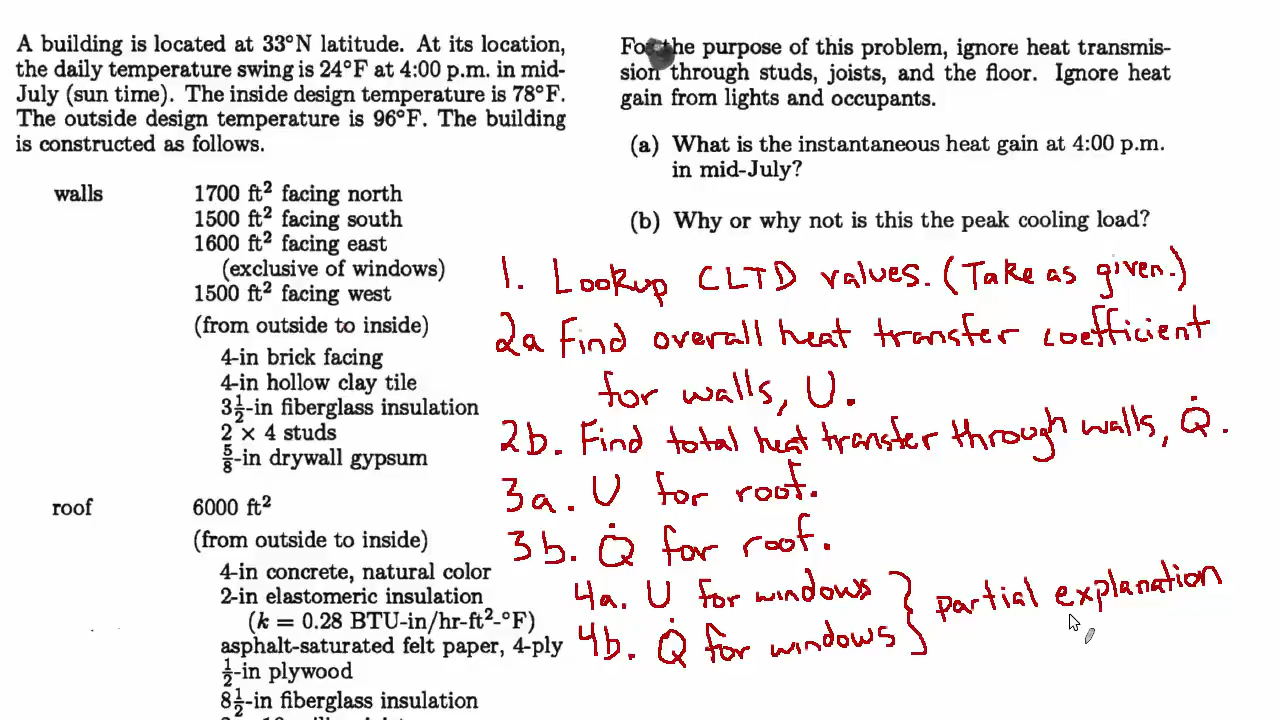 A building is located at 33°N latitude. At its location,
the daily temperature swing is 24°F at 4:00 p.m. in mid-
July (sun time). The inside design temperature is 78°F.
The outside design temperature is 96°F. The building
is constructed as follows.
walls 1700 ft² facing north
1500 ft² facing south
1600 ft² facing east
(exclusive of windows)
1500 ft² facing west
(from outside to inside)
4-in brick facing
4-in hollow clay tile
3½-in fiberglass insulation
2 × 4 studs
⅝-in drywall gypsum
roof 6000 ft²
(from outside to inside)
4-in concrete, natural color
2-in elastomeric insulation
(k = 0.28 BTU-in/hr-ft²-°F)
asphalt-saturated felt paper, 4-ply
½-in plywood
8½-in fiberglass insulation
For the purpose of this problem, ignore heat transmis-
sion through studs, joists, and the floor. Ignore heat
gain from lights and occupants.
(a) What is the instantaneous heat gain at 4:00 p.m.
in mid-July?
(b) Why or why not is this the peak cooling load?
1. Lookup CLTD values. (Take as given.)
2a Find overall heat transfer coefficient
for walls, U.
2b. Find total heat transfer through walls, Q̇.
3a. U for roof.
3b. Q̇ for roof.
4a. U for windows } partial explanation
4b. Q̇ for windows